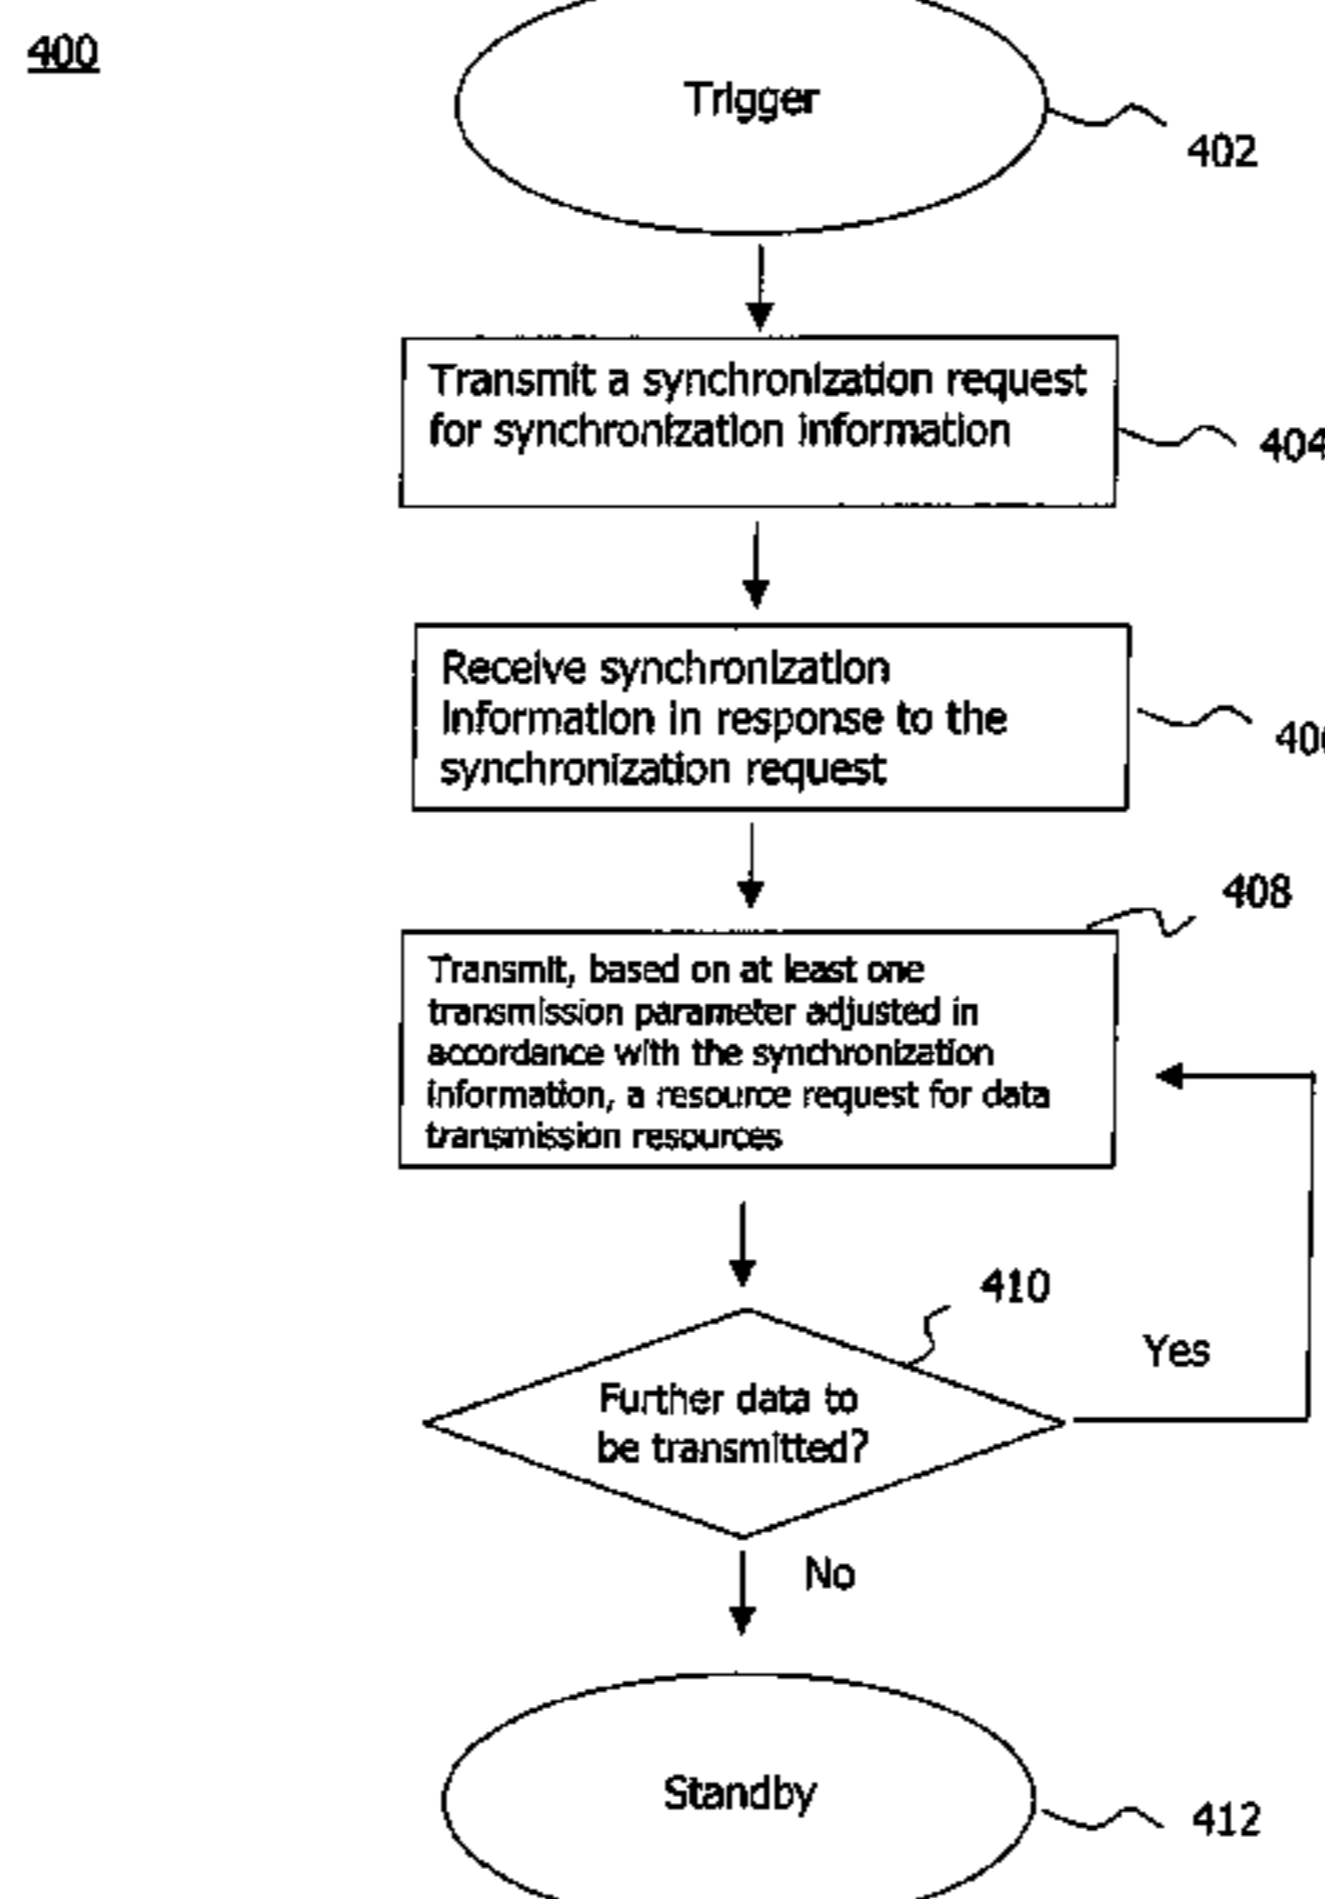 400
Trigger
402
Transmit a synchronization request
for synchronization information
404
Receive synchronization
information in response to the
synchronization request
408
Transmit, based on at least one
transmission parameter adjusted in
accordance with the synchronization
information, a resource request for data
transmission resources
410
Yes
Further data to
be transmitted?
No
Standby
412